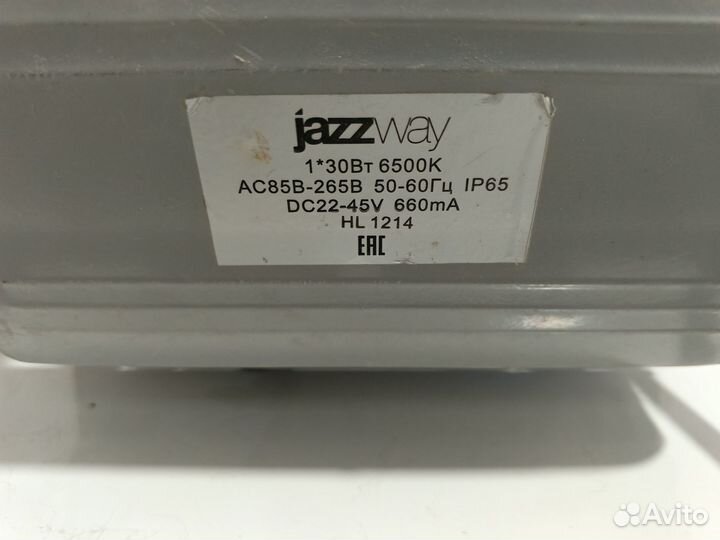 jazzway
1*30Вт 6500K
AC85В-265В 50-60Гц IP65
DC22-45V 660mA
HL 1214
EAC
Avito